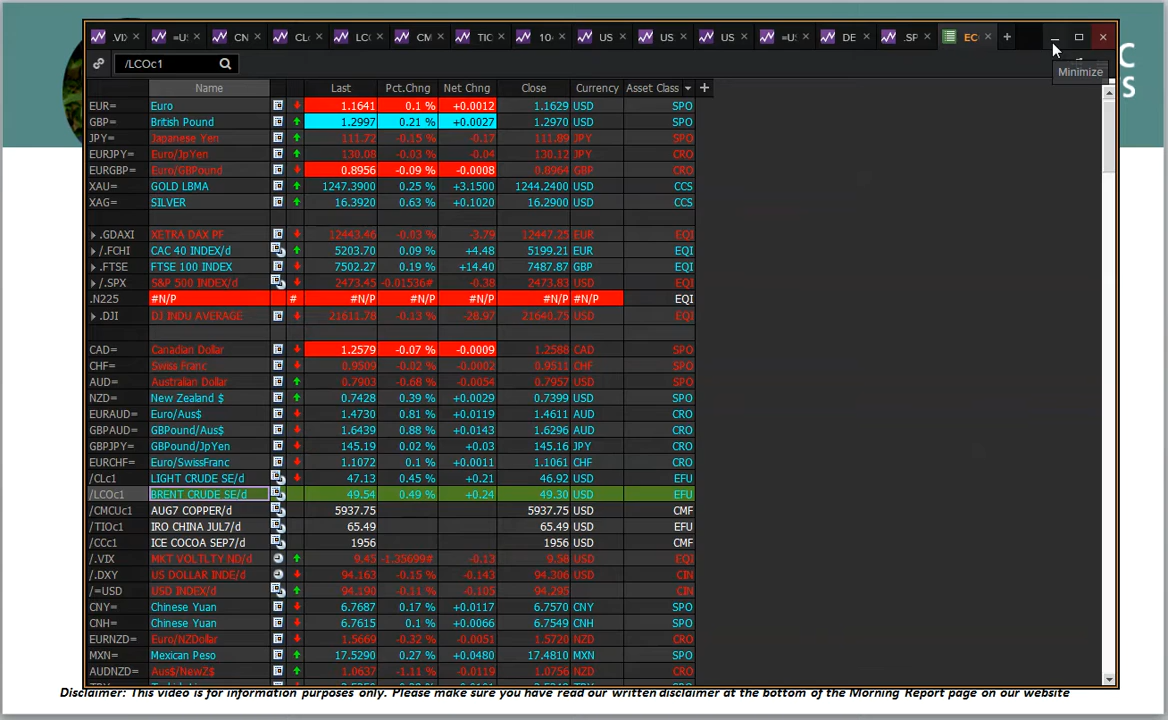 .VIX × =US × CN × CL × LC × CM × TIC × 10 × US × US × US × =US × DE × .SP × EC × +
/LCOc1
Minimize
C
S
Name Last Pct.Chng Net Chng Close Currency Asset Class +
EUR= Euro 1.1641 0.1 % +0.0012 1.1629 USD SPO
GBP= British Pound 1.2997 0.21 % +0.0027 1.2970 USD SPO
JPY= Japanese Yen 111.72 -0.15 % -0.17 111.89 JPY SPO
EURJPY= Euro/JpYen 130.08 -0.03 % -0.04 130.12 JPY CRO
EURGBP= Euro/GBPound 0.8956 -0.09 % -0.0008 0.8964 GBP CRO
XAU= GOLD LBMA 1247.3900 0.25 % +3.1500 1244.2400 USD CCS
XAG= SILVER 16.3920 0.63 % +0.1020 16.2900 USD CCS
.GDAXI XETRA DAX PF 12443.46 -0.03 % -3.79 12447.25 EUR EQI
/.FCHI CAC 40 INDEX/d 5203.70 0.09 % +4.48 5199.21 EUR EQI
.FTSE FTSE 100 INDEX 7502.27 0.19 % +14.40 7487.87 GBP EQI
/.SPX S&P 500 INDEX/d 2473.45 -0.01536# -0.38 2473.83 USD EQI
.N225 #N/P # #N/P #N/P #N/P #N/P #N/P EQI
.DJI DJ INDU AVERAGE 21611.78 -0.13 % -28.97 21640.75 USD EQI
CAD= Canadian Dollar 1.2579 -0.07 % -0.0009 1.2588 CAD SPO
CHF= Swiss Franc 0.9509 -0.02 % -0.0002 0.9511 CHF SPO
AUD= Australian Dollar 0.7903 -0.68 % -0.0054 0.7957 USD SPO
NZD= New Zealand $ 0.7428 0.39 % +0.0029 0.7399 USD SPO
EURAUD= Euro/Aus$ 1.4730 0.81 % +0.0119 1.4611 AUD CRO
GBPAUD= GBPound/Aus$ 1.6439 0.88 % +0.0143 1.6296 AUD CRO
GBPJPY= GBPound/JpYen 145.19 0.02 % +0.03 145.16 JPY CRO
EURCHF= Euro/SwissFranc 1.1072 0.1 % +0.0011 1.1061 CHF CRO
/CLc1 LIGHT CRUDE SE/d 47.13 0.45 % +0.21 46.92 USD EFU
/LCOc1 BRENT CRUDE SE/d 49.54 0.49 % +0.24 49.30 USD EFU
/CMCUc1 AUG7 COPPER/d 5937.75 5937.75 USD CMF
/TIOc1 IRO CHINA JUL7/d 65.49 65.49 USD EFU
/CCc1 ICE COCOA SEP7/d 1956 1956 USD CMF
/.VIX MKT VOLTLTY ND/d 9.45 -1.35699# -0.13 9.58 USD EQI
/.DXY US DOLLAR INDE/d 94.163 -0.15 % -0.143 94.306 USD CIN
/=USD USD INDEX/d 94.190 -0.11 % -0.105 94.295 CIN
CNY= Chinese Yuan 6.7687 0.17 % +0.0117 6.7570 CNY SPO
CNH= Chinese Yuan 6.7615 0.1 % +0.0066 6.7549 CNH SPO
EURNZD= Euro/NZDollar 1.5669 -0.32 % -0.0051 1.5720 NZD CRO
MXN= Mexican Peso 17.5290 0.27 % +0.0480 17.4810 MXN SPO
AUDNZD= Aus$/NewZ$ 1.0637 -1.11 % -0.0119 1.0756 NZD CRO
Disclaimer: This video is for information purposes only. Please make sure you have read our written disclaimer at the bottom of the Morning Report page on our website